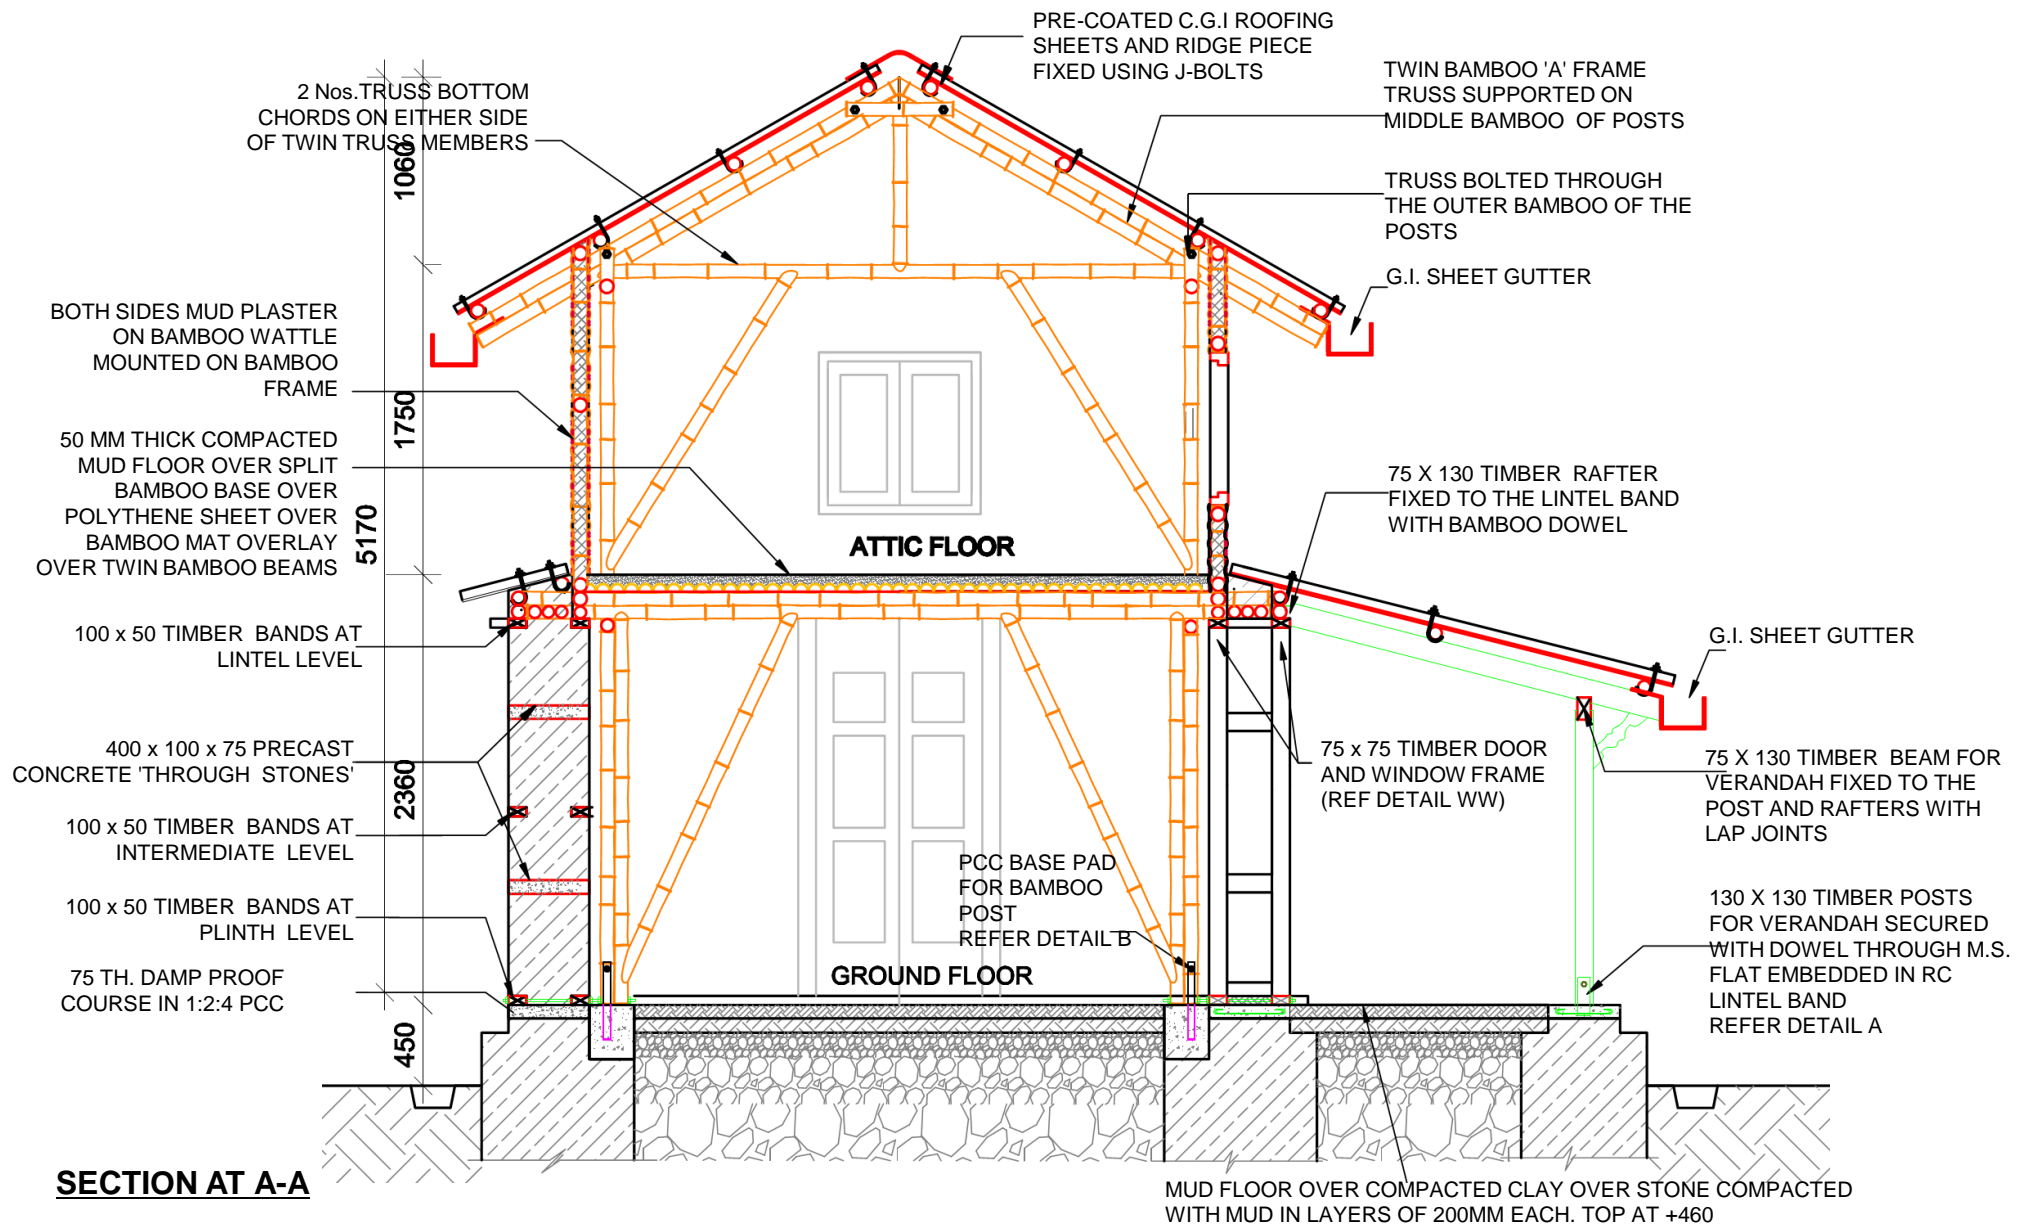 PRE-COATED C.G.I ROOFING
SHEETS AND RIDGE PIECE
FIXED USING J-BOLTS
2 Nos.TRUSS BOTTOM
CHORDS ON EITHER SIDE
OF TWIN TRUSS MEMBERS
TWIN BAMBOO 'A' FRAME
TRUSS SUPPORTED ON
MIDDLE BAMBOO OF POSTS
TRUSS BOLTED THROUGH
THE OUTER BAMBOO OF THE
POSTS
G.I. SHEET GUTTER
BOTH SIDES MUD PLASTER
ON BAMBOO WATTLE
MOUNTED ON BAMBOO
FRAME
50 MM THICK COMPACTED
MUD FLOOR OVER SPLIT
BAMBOO BASE OVER
POLYTHENE SHEET OVER
BAMBOO MAT OVERLAY
OVER TWIN BAMBOO BEAMS
1060
1750
5170
2360
450
75 X 130 TIMBER RAFTER
FIXED TO THE LINTEL BAND
WITH BAMBOO DOWEL
ATTIC FLOOR
100 x 50 TIMBER BANDS AT
LINTEL LEVEL
G.I. SHEET GUTTER
400 x 100 x 75 PRECAST
CONCRETE 'THROUGH STONES'
75 x 75 TIMBER DOOR
AND WINDOW FRAME
(REF DETAIL WW)
75 X 130 TIMBER BEAM FOR
VERANDAH FIXED TO THE
POST AND RAFTERS WITH
LAP JOINTS
100 x 50 TIMBER BANDS AT
INTERMEDIATE LEVEL
PCC BASE PAD
FOR BAMBOO
POST
REFER DETAIL B
100 x 50 TIMBER BANDS AT
PLINTH LEVEL
130 X 130 TIMBER POSTS
FOR VERANDAH SECURED
WITH DOWEL THROUGH M.S.
FLAT EMBEDDED IN RC
LINTEL BAND
REFER DETAIL A
75 TH. DAMP PROOF
COURSE IN 1:2:4 PCC
GROUND FLOOR
SECTION AT A-A
MUD FLOOR OVER COMPACTED CLAY OVER STONE COMPACTED
WITH MUD IN LAYERS OF 200MM EACH. TOP AT +460